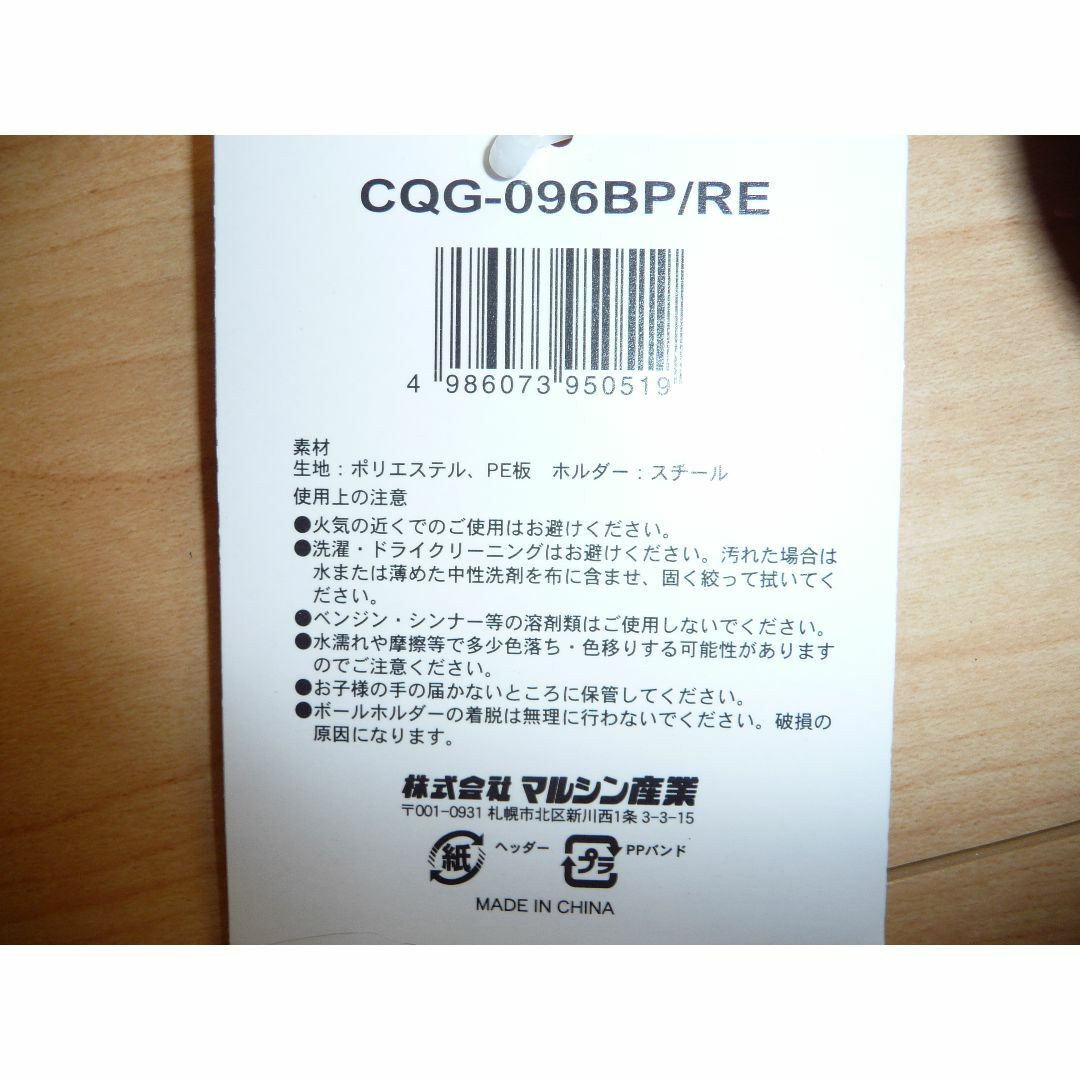 CQG-096BP/RE
4 986073 950519
素材
生地：ポリエステル、PE板　ホルダー：スチール
使用上の注意
●火気の近くでのご使用はお避けください。
●洗濯・ドライクリーニングはお避けください。汚れた場合は
水または薄めた中性洗剤を布に含ませ、固く絞って拭いてく
ださい。
●ベンジン・シンナー等の溶剤類はご使用しないでください。
●水濡れや摩擦等で多少色落ち・色移りする可能性があります
のでご注意ください。
●お子様の手の届かないところに保管してください。
●ボールホルダーの着脱は無理に行わないでください。破損の
原因になります。
株式会社 マルシン産業
〒001-0931 札幌市北区新川西1条 3-3-15
紙 ヘッダー プラ PPバンド
MADE IN CHINA